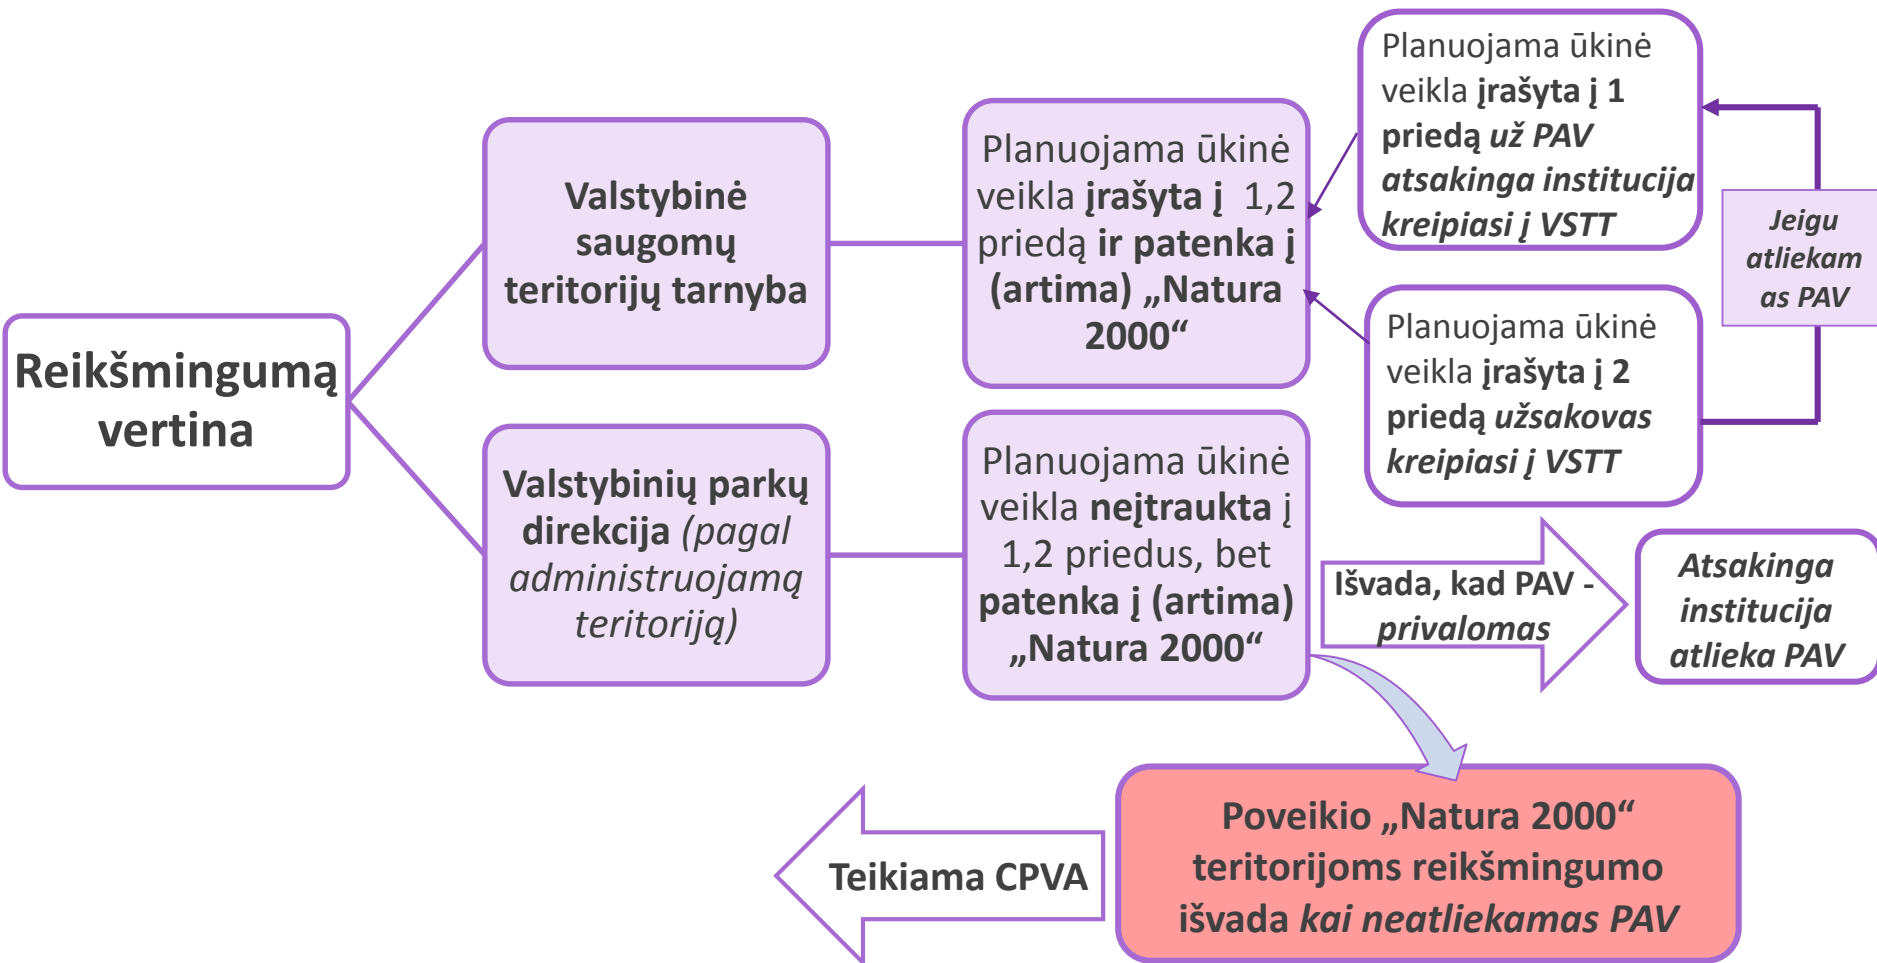 Reikšmingumą
vertina
Valstybinė
saugomų
teritorijų tarnyba
Valstybinių parkų
direkcija (pagal
administruojamą
teritoriją)
Planuojama ūkinė
veikla įrašyta į 1,2
priedą ir patenka į
(artima) „Natura
2000“
Planuojama ūkinė
veikla neįtraukta į
1,2 priedus, bet
patenka į (artima)
„Natura 2000“
Planuojama ūkinė
veikla įrašyta į 1
priedą už PAV
atsakinga institucija
kreipiasi į VSTT
Planuojama ūkinė
veikla įrašyta į 2
priedą užsakovas
kreipiasi į VSTT
Jeigu
atliekam
as PAV
Išvada, kad PAV -
privalomas
Atsakinga
institucija
atlieka PAV
Poveikio „Natura 2000“
teritorijoms reikšmingumo
išvada kai neatliekamas PAV
Teikiama CPVA